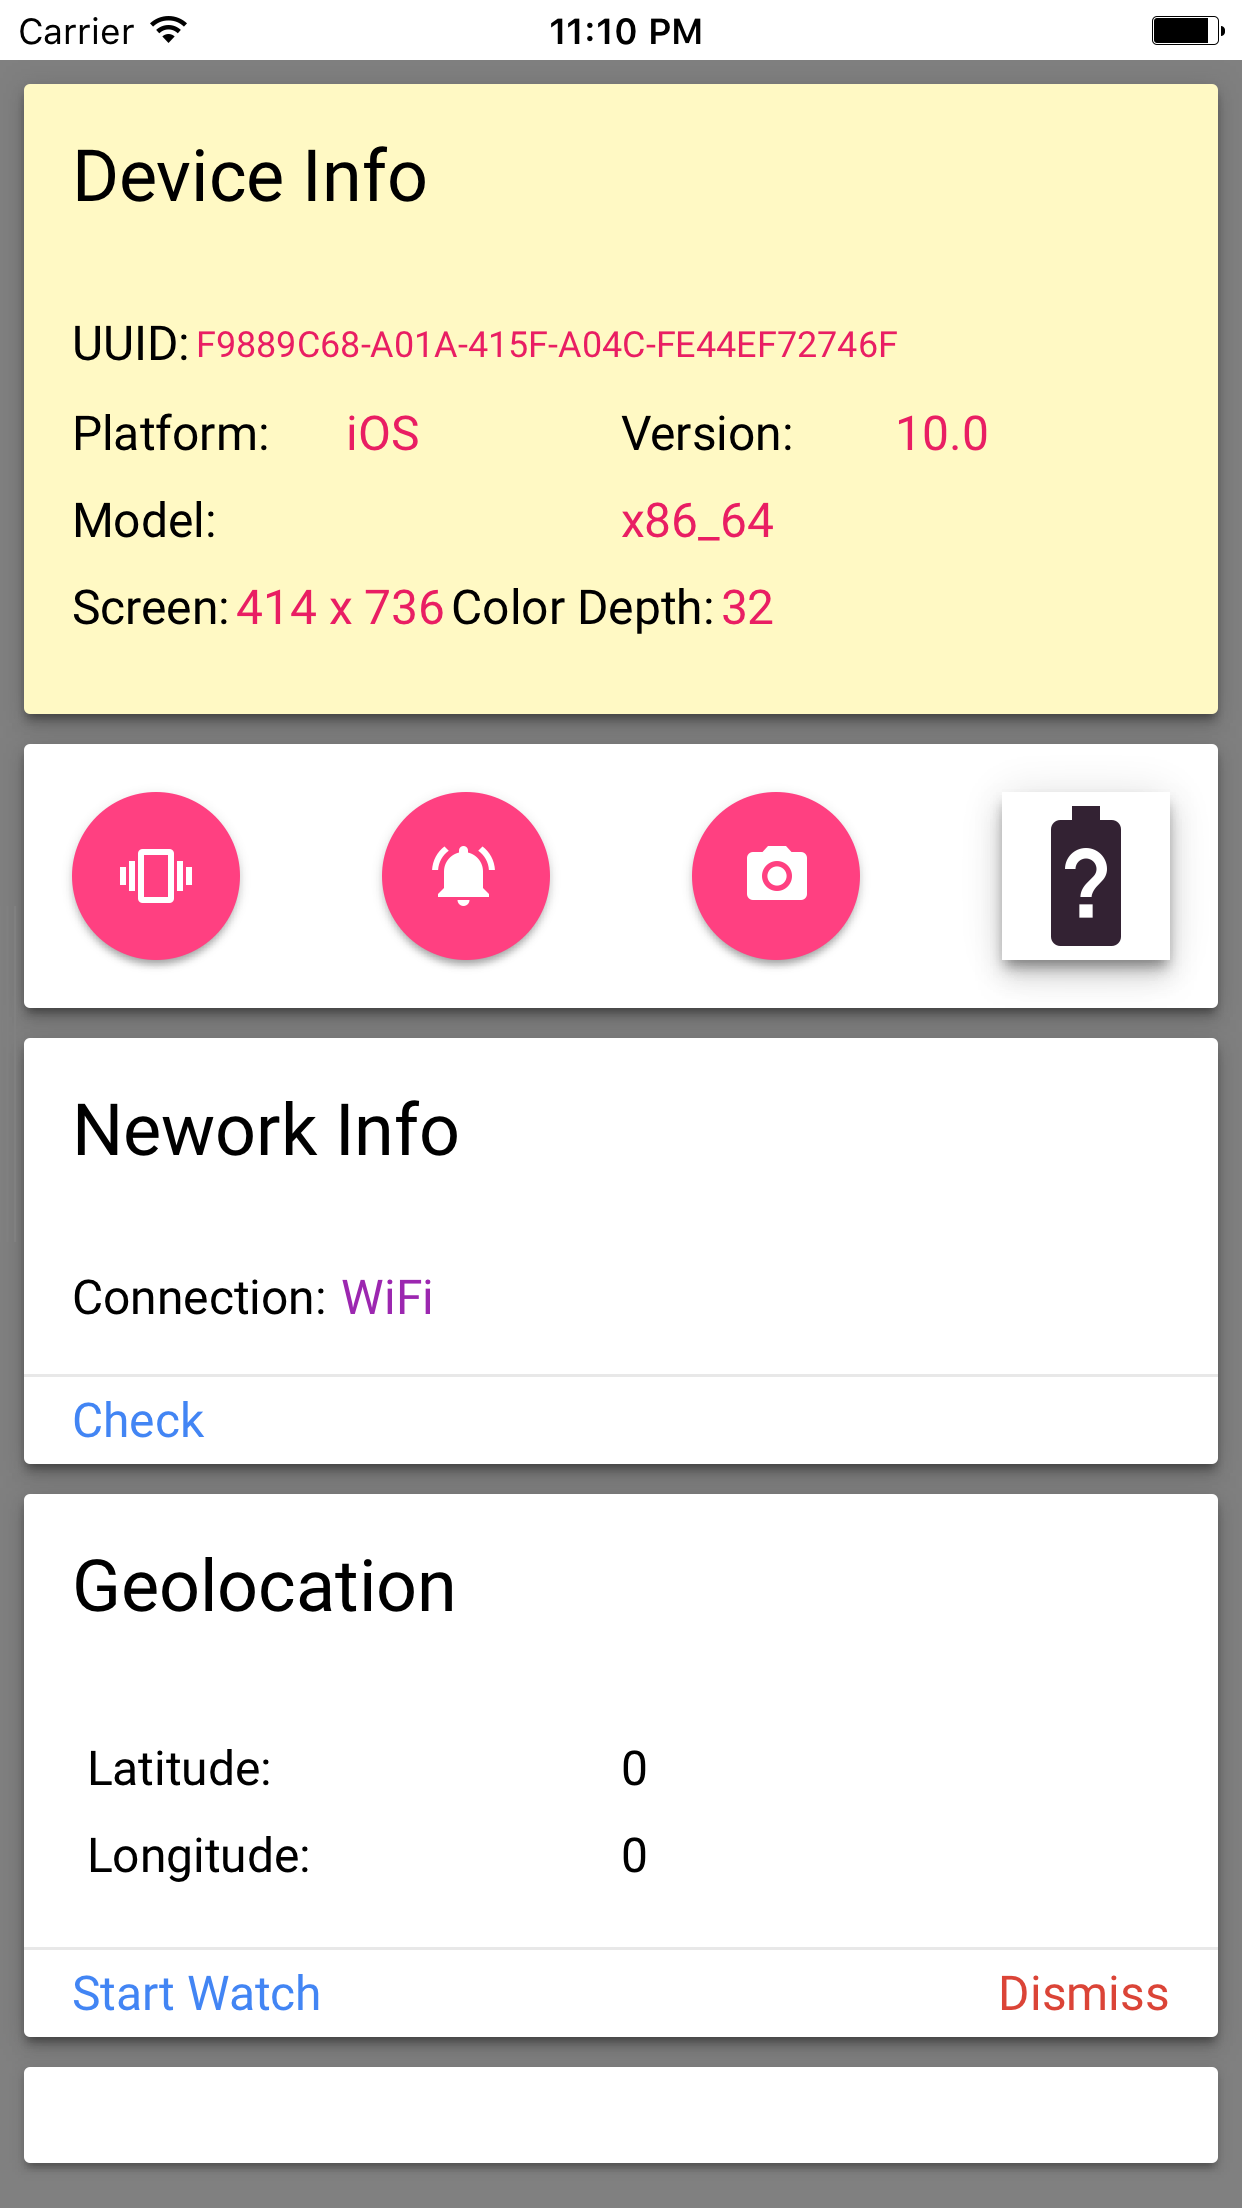 Carrier 11:10 PM
Device Info
UUID: F9889C68-A01A-415F-A04C-FE44EF72746F
Platform: iOS Version: 10.0
Model: x86_64
Screen: 414 x 736 Color Depth: 32
?
Nework Info
Connection: WiFi
Check
Geolocation
Latitude: 0
Longitude: 0
Start Watch Dismiss